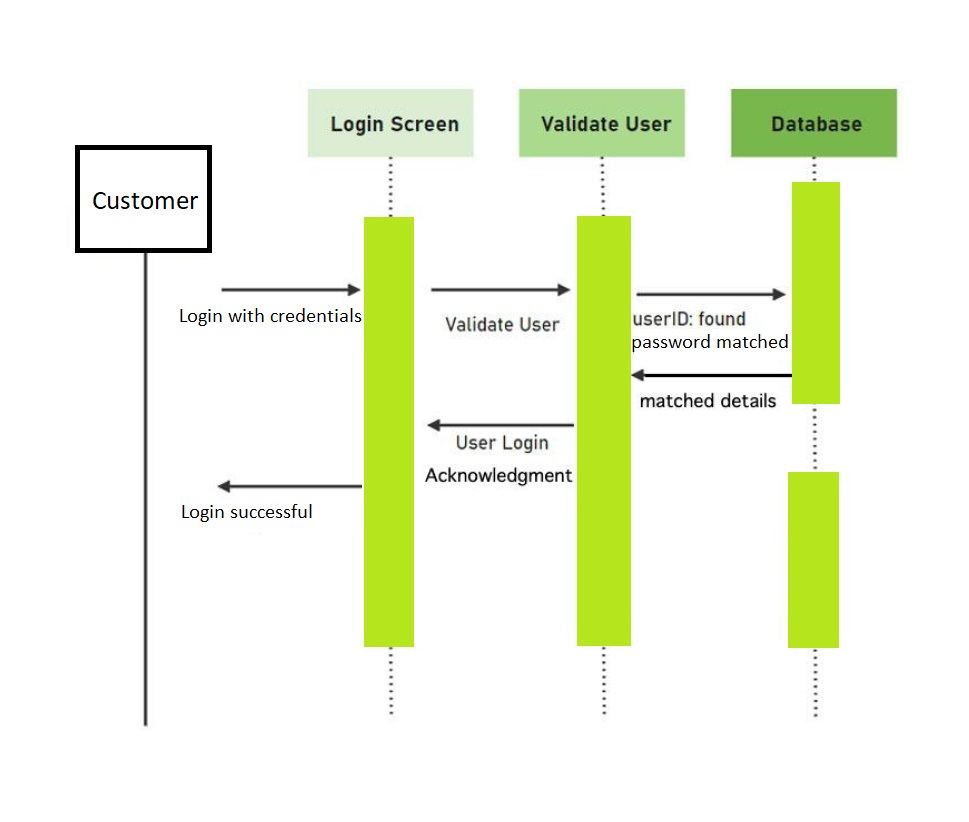 Login Screen
Validate User
Database
Customer
Login with credentials
Validate User
userID: found
password matched
matched details
User Login
Acknowledgment
Login successful